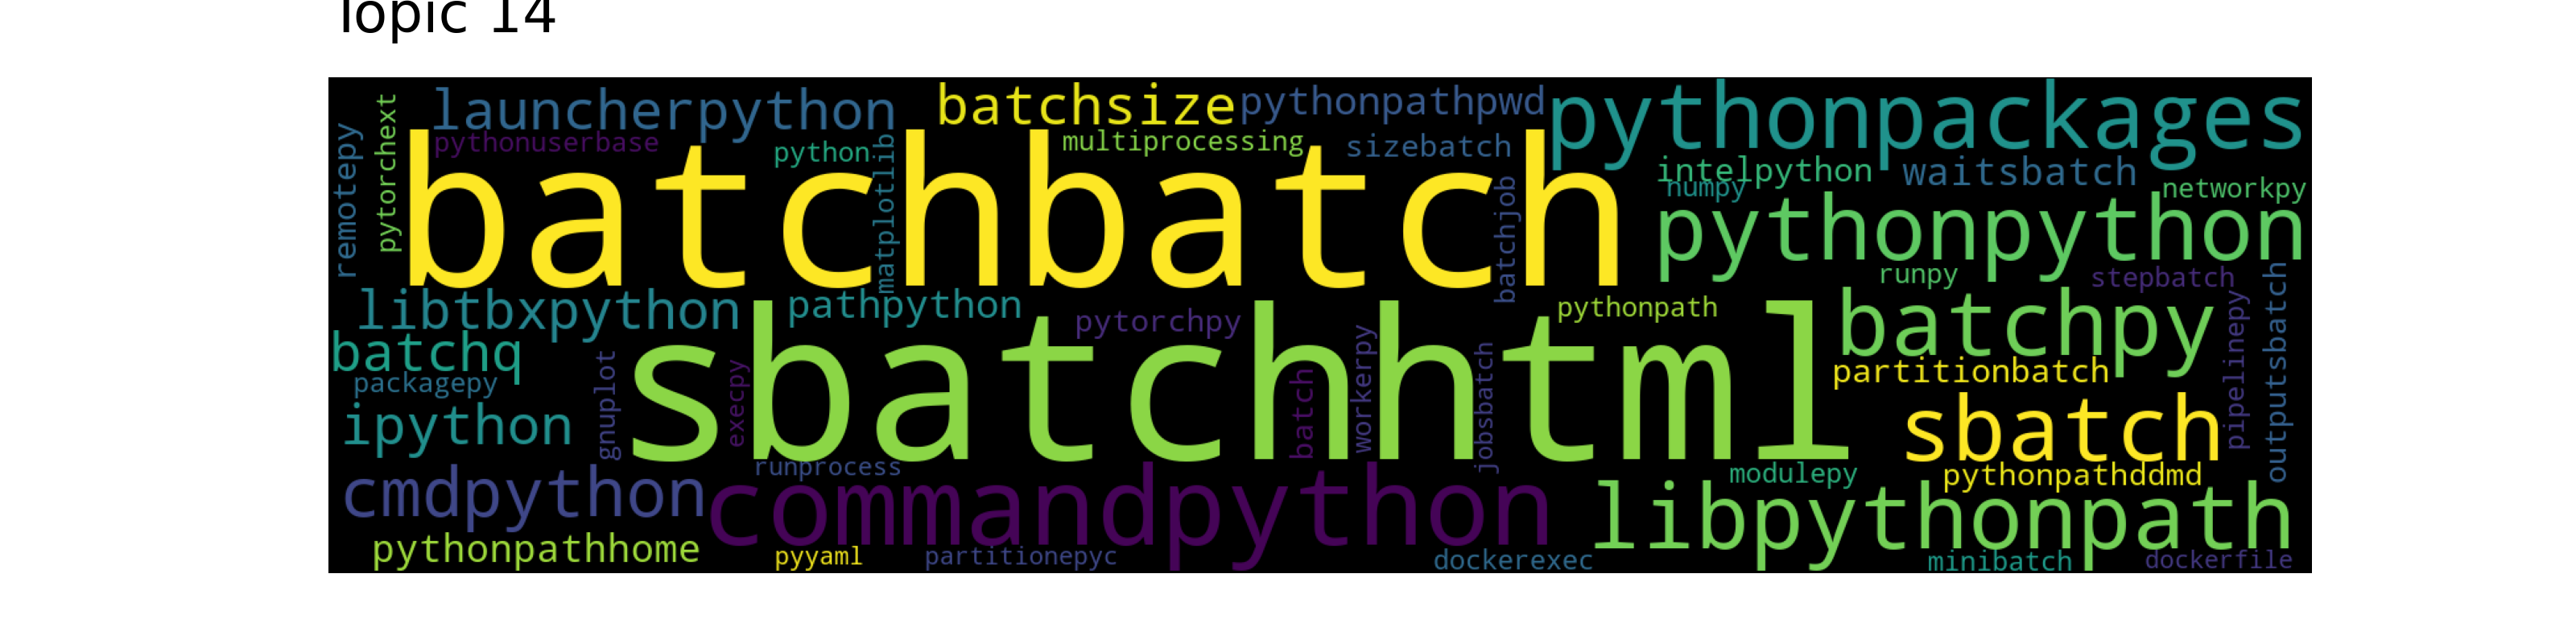 Topic 14
launcherpython batchsize pythonpathpwd pythonpackages
remotepy
pytorchext
pythonuserbase python multiprocessing sizebatch
matplotlib
intelpython waitsbatch
numpy networkpy
batchbatch
batchjob
pythonpython
runpy stepbatch
libtbxpython pathpython pytorchpy pythonpath batchpy
pipelinepy
outputsbatch
batchq
packagepy
gnuplot
execpy
sbatchhtml
batch
workerpy
jobsbatch
partitionbatch
ipython sbatch
cmdpython runprocess commandpython modulepy pythonpathddmd
libpythonpath
pythonpathhome pyyaml partitionepyc dockerexec minibatch dockerfile